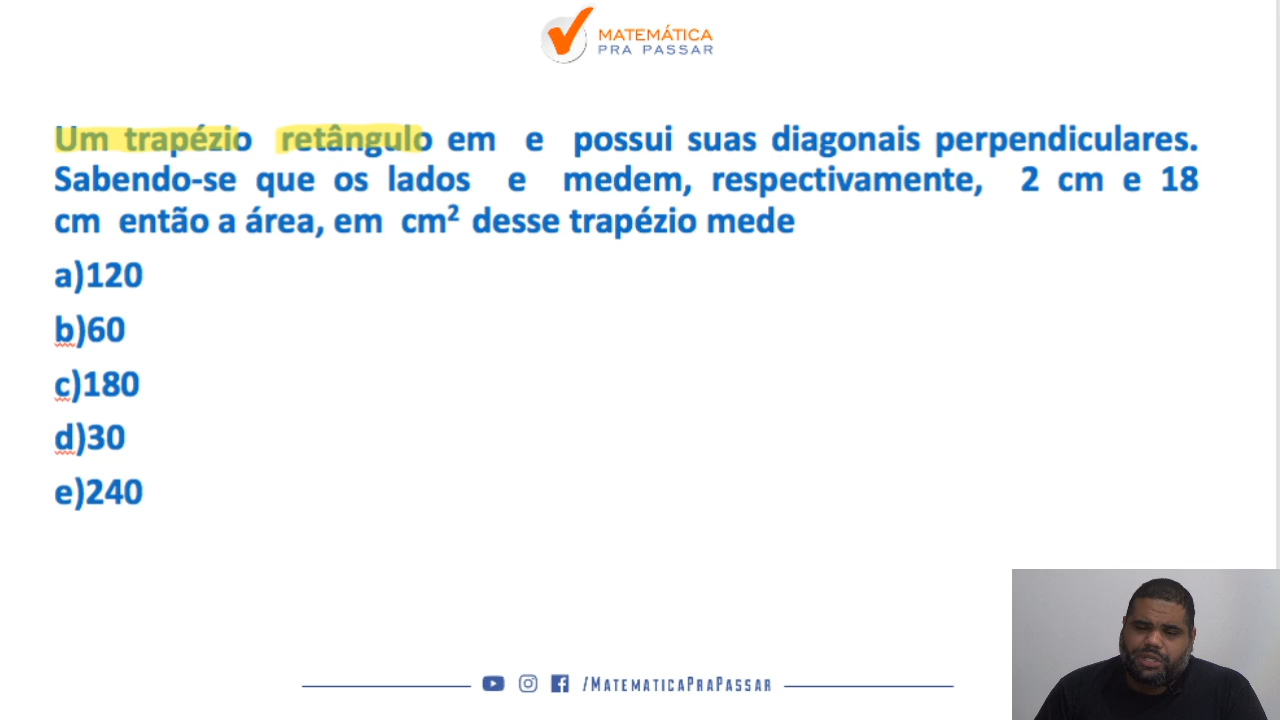 MATEMÁTICA
PRA PASSAR
Um trapézio retângulo em e possui suas diagonais perpendiculares.
Sabendo-se que os lados e medem, respectivamente, 2 cm e 18
cm então a área, em cm² desse trapézio mede
a)120
b)60
c)180
d)30
e)240
/MATEMATICAPRAPASSAR